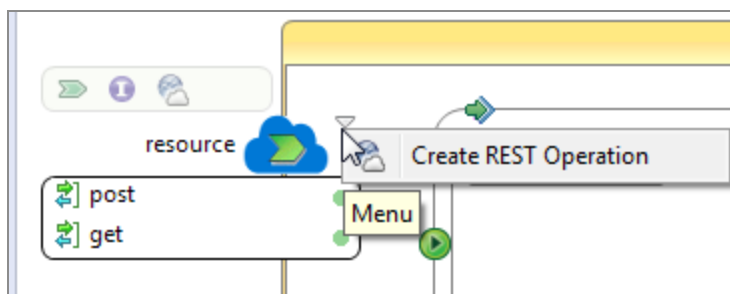 resource
Create REST Operation
post
Menu
get